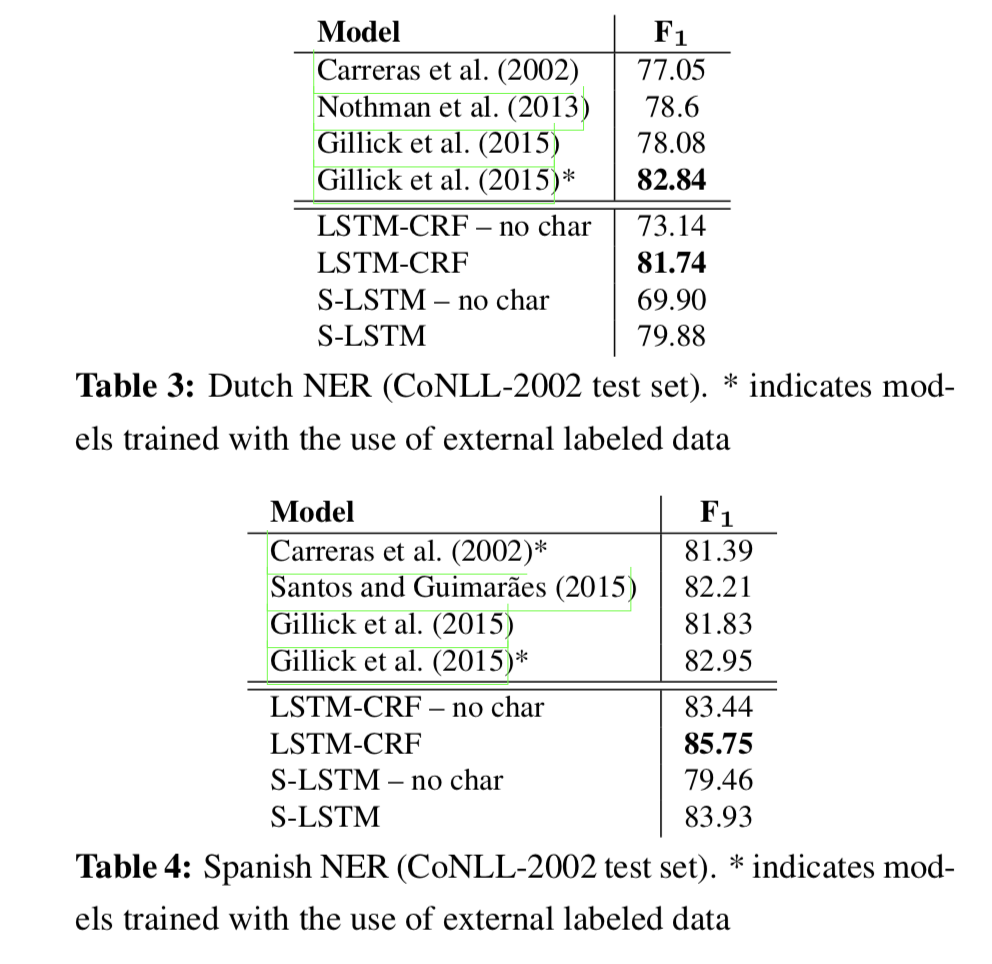 Model F1
Carreras et al. (2002) 77.05
Nothman et al. (2013) 78.6
Gillick et al. (2015) 78.08
Gillick et al. (2015)* 82.84
LSTM-CRF – no char 73.14
LSTM-CRF 81.74
S-LSTM – no char 69.90
S-LSTM 79.88
Table 3: Dutch NER (CoNLL-2002 test set). * indicates mod-
els trained with the use of external labeled data
Model F1
Carreras et al. (2002)* 81.39
Santos and Guimarães (2015) 82.21
Gillick et al. (2015) 81.83
Gillick et al. (2015)* 82.95
LSTM-CRF – no char 83.44
LSTM-CRF 85.75
S-LSTM – no char 79.46
S-LSTM 83.93
Table 4: Spanish NER (CoNLL-2002 test set). * indicates mod-
els trained with the use of external labeled data